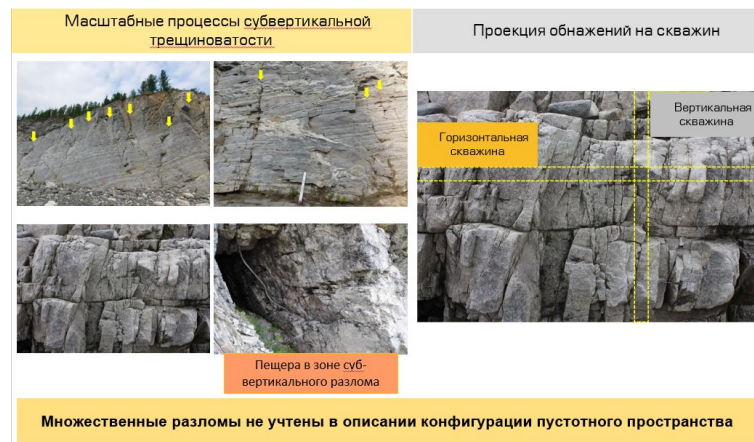 Масштабные процессы субвертикальной
трещиноватости
Проекция обнажений на скважин
Горизонтальная
скважина
Вертикальная
скважина
Пещера в зоне суб-
вертикального разлома
Множественные разломы не учтены в описании конфигурации пустотного пространства